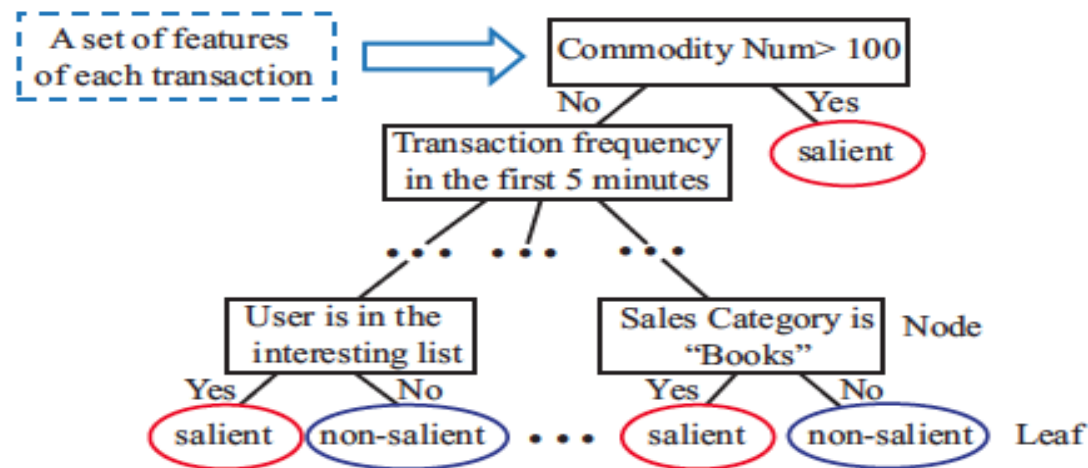 A set of features
of each transaction
Commodity Num> 100
No
Yes
Transaction frequency
in the first 5 minutes
salient
••• ••• •••
User is in the
interesting list
Sales Category is
“Books”
Node
Yes
No
Yes
No
salient
non-salient
•••
salient
non-salient
Leaf